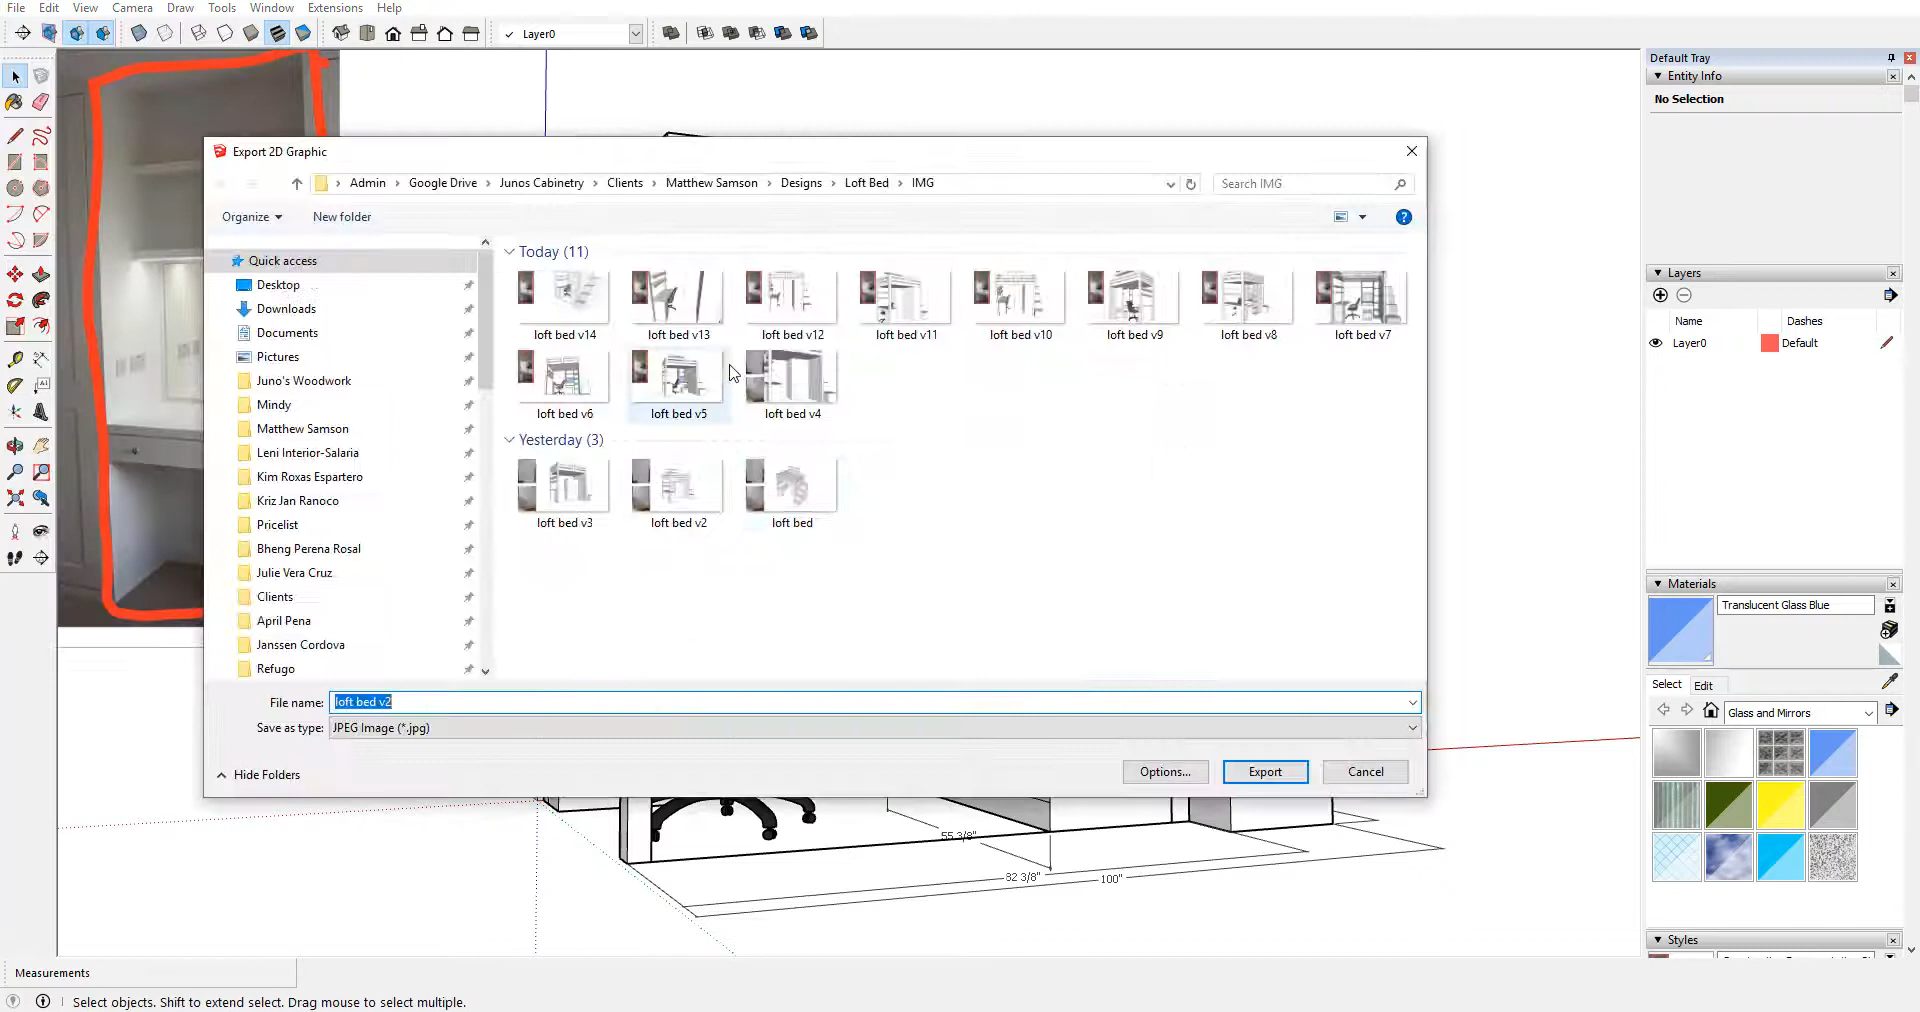 File Edit View Camera Draw Tools Window Extensions Help
Layer0
Default Tray
Entity Info
No Selection
Export 2D Graphic
Admin Google Drive Junos Cabinetry Clients Matthew Samson Designs Loft Bed IMG
Search IMG
Organize New folder
Quick access
Desktop
Downloads
Documents
Pictures
Juno's Woodwork
Mindy
Matthew Samson
Leni Interior-Salaria
Kim Roxas Espartero
Kriz Jan Ranoco
Pricelist
Bheng Perena Rosal
Julie Vera Cruz
Clients
April Pena
Janssen Cordova
Refugo
Today (11)
loft bed v14 loft bed v13 loft bed v12 loft bed v11 loft bed v10 loft bed v9 loft bed v8 loft bed v7
loft bed v6 loft bed v5 loft bed v4
Yesterday (3)
loft bed v3 loft bed v2 loft bed
File name: loft bed v2
Save as type: JPEG Image (*.jpg)
Hide Folders
Options... Export Cancel
Layers
Name Dashes
Layer0 Default
Materials
Translucent Glass Blue
Select Edit
Glass and Mirrors
Styles
55 3/8"
82 3/8"
100"
Measurements
Select objects. Shift to extend select. Drag mouse to select multiple.